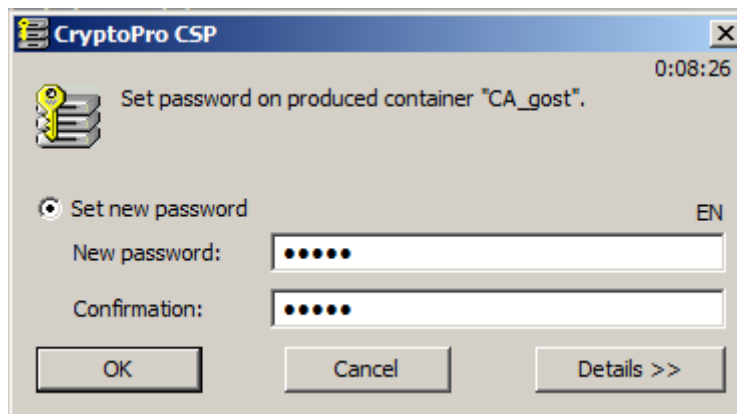 CryptoPro CSP
0:08:26
Set password on produced container "CA_gost".
Set new password
EN
New password:
●●●●●
Confirmation:
●●●●●
OK
Cancel
Details >>